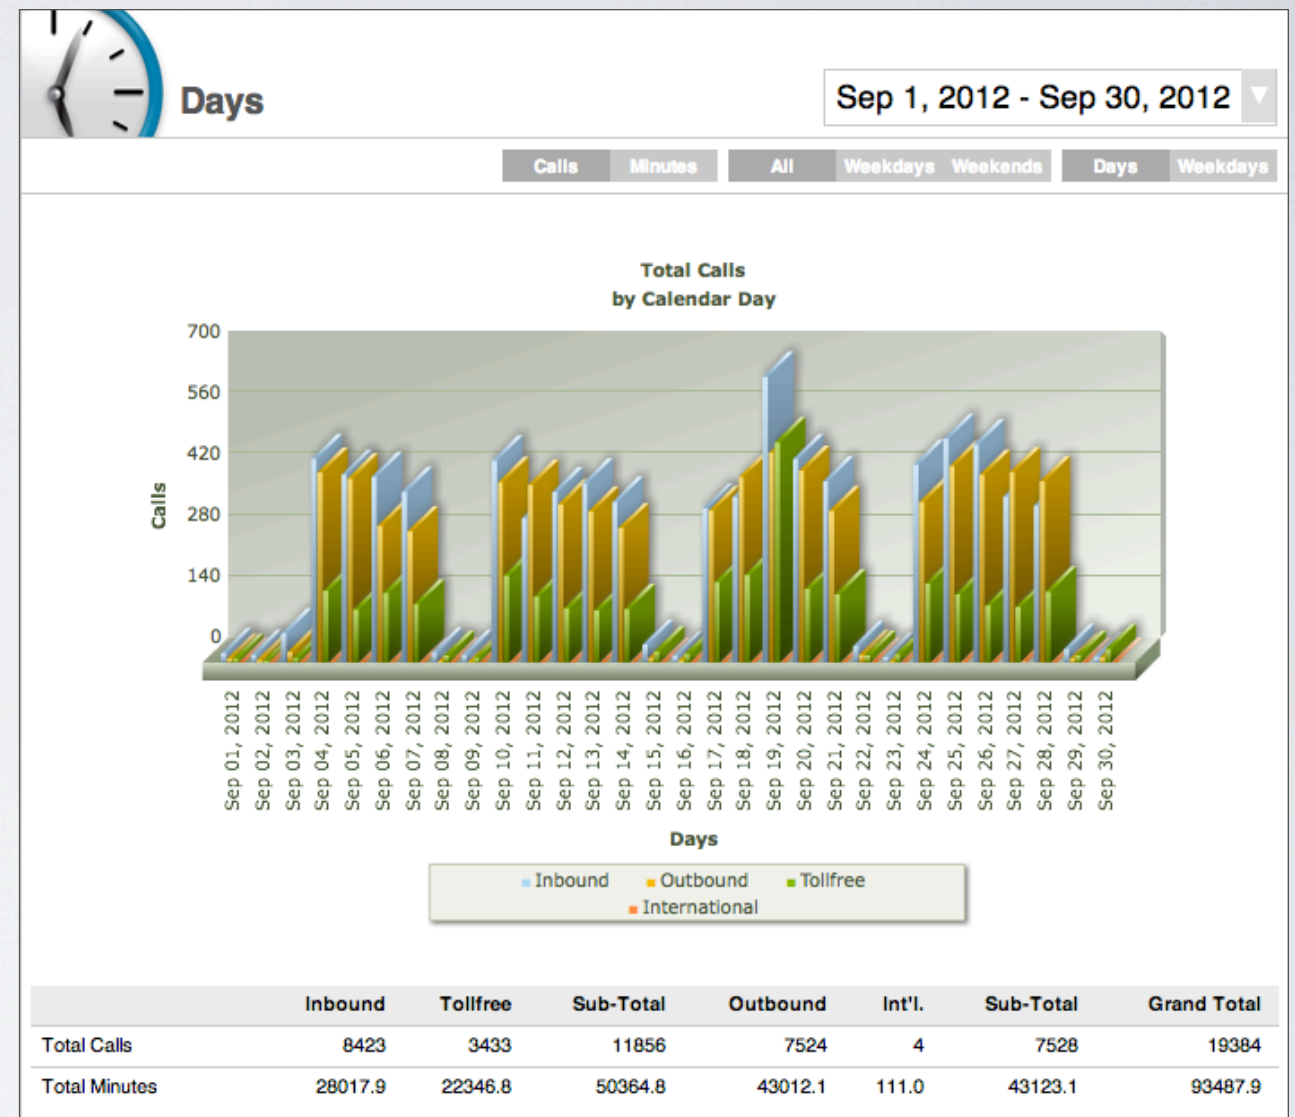 Days
Sep 1, 2012 - Sep 30, 2012
Calls Minutes All Weekdays Weekends Days Weekdays
Total Calls
by Calendar Day
700
560
420
280
140
0
Calls
Sep 01, 2012
Sep 02, 2012
Sep 03, 2012
Sep 04, 2012
Sep 05, 2012
Sep 06, 2012
Sep 07, 2012
Sep 08, 2012
Sep 09, 2012
Sep 10, 2012
Sep 11, 2012
Sep 12, 2012
Sep 13, 2012
Sep 14, 2012
Sep 15, 2012
Sep 16, 2012
Sep 17, 2012
Sep 18, 2012
Sep 19, 2012
Sep 20, 2012
Sep 21, 2012
Sep 22, 2012
Sep 23, 2012
Sep 24, 2012
Sep 25, 2012
Sep 26, 2012
Sep 27, 2012
Sep 28, 2012
Sep 29, 2012
Sep 30, 2012
Days
Inbound Outbound Tollfree
International
Inbound Tollfree Sub-Total Outbound Int'l. Sub-Total Grand Total
Total Calls 8423 3433 11856 7524 4 7528 19384
Total Minutes 28017.9 22346.8 50364.8 43012.1 111.0 43123.1 93487.9